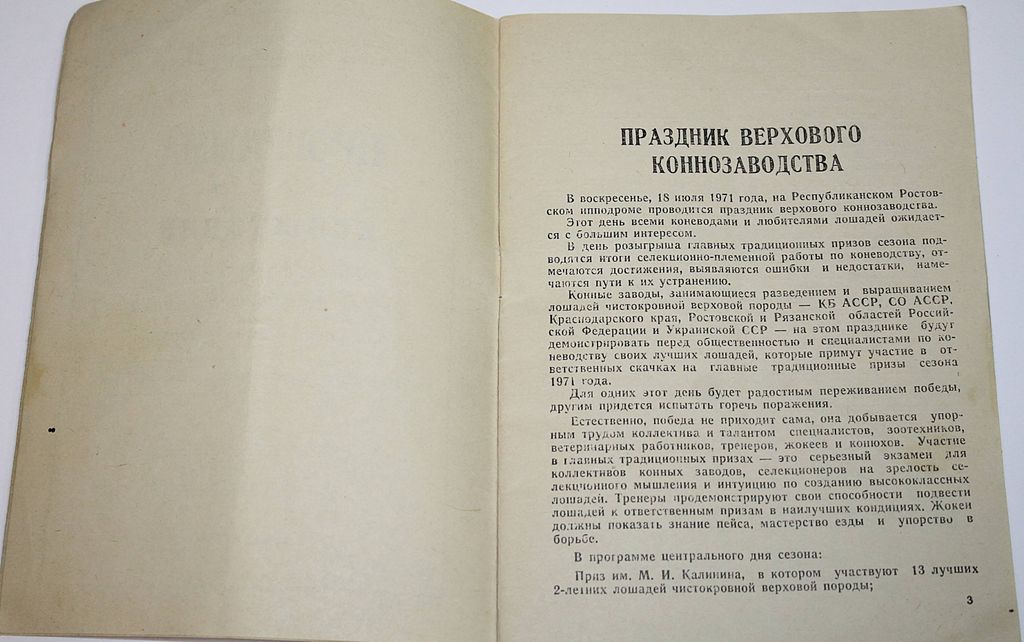 ПРАЗДНИК ВЕРХОВОГО
КОННОЗАВОДСТВА
В воскресенье, 18 июля 1971 года, на Республиканском Ростов-
ском ипподроме проводится праздник верхового коннозаводства.
Этот день всеми коневодами и любителями лошадей ожидает-
ся с большим интересом.
В день розыгрыша главных традиционных призов сезона под-
водятся итоги селекционно-племенной работы по коневодству, от-
мечаются достижения, выявляются ошибки и недостатки, наме-
чаются пути к их устранению.
Конные заводы, занимающиеся разведением и выращиванием
лошадей чистокровной верховой породы — КБ АССР, СО АССР,
Краснодарского края, Ростовской и Рязанской областей Россий-
ской Федерации и Украинской ССР — на этом празднике будут
демонстрировать перед общественностью и специалистами по ко-
неводству своих лучших лошадей, которые примут участие в от-
ветственных скачках на главные традиционные призы сезона
1971 года.
Для одних этот день будет радостным переживанием победы,
другим придется испытать горечь поражения.
Естественно, победа не приходит сама, она добывается упор-
ным трудом коллектива и талантом специалистов, зоотехников,
ветеринарных работников, тренеров, жокеев и конюхов. Участие
в главных традиционных призах — это серьезный экзамен для
коллективов конных заводов, селекционеров на зрелость се-
лекционного мышления и интуицию по созданию высококлассных
лошадей. Тренеры продемонстрируют свои способности подвести
лошадей к ответственным призам в наилучших кондициях. Жокеи
должны показать знание пейса, мастерство езды и упорство в
борьбе.
В программе центрального дня сезона:
Приз им. М. И. Калинина, в котором участвуют 13 лучших
2-летних лошадей чистокровной верховой породы;
3